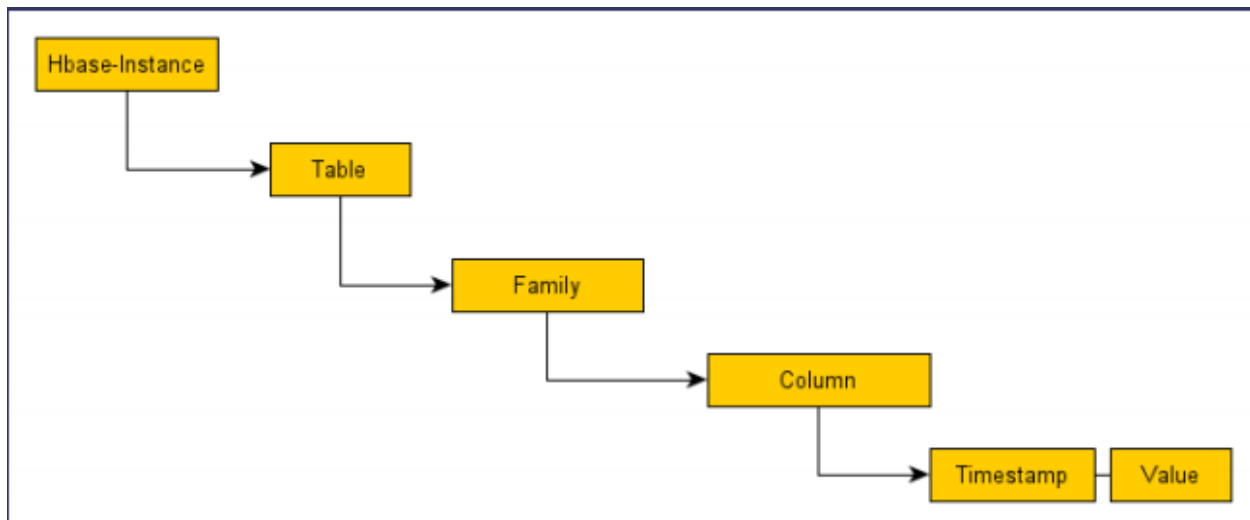 Hbase-Instance
Table
Family
Column
Timestamp
Value